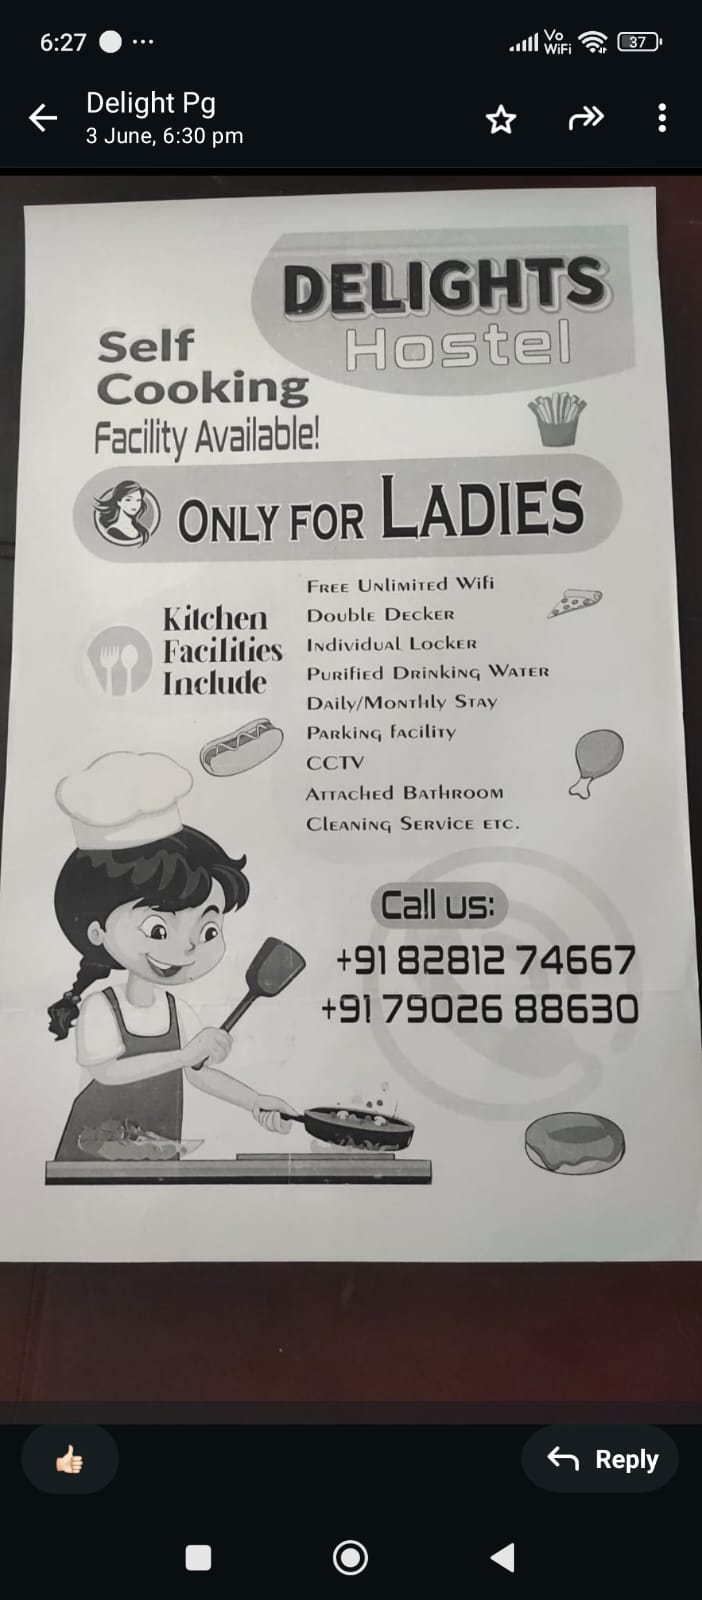 6:27
Vo
WiFi
37
Delight Pg
3 June, 6:30 pm
DELIGHTS
Hostel
Self
Cooking
Facility Available!
ONLY FOR LADIES
Kitchen
Facilities
Include
FREE UNLIMITED WIFI
DOUBLE DECKER
INDIVIDUAL LOCKER
PURIFIED DRINKING WATER
DAILY/MONTHLY STAY
PARKING FACILITY
CCTV
ATTACHED BATHROOM
CLEANING SERVICE ETC.
Call us:
+91 82812 74667
+91 79026 88630
Reply